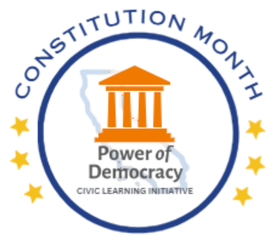 CONSTITUTION MONTH
Power of
Democracy
CIVIC LEARNING INITIATIVE